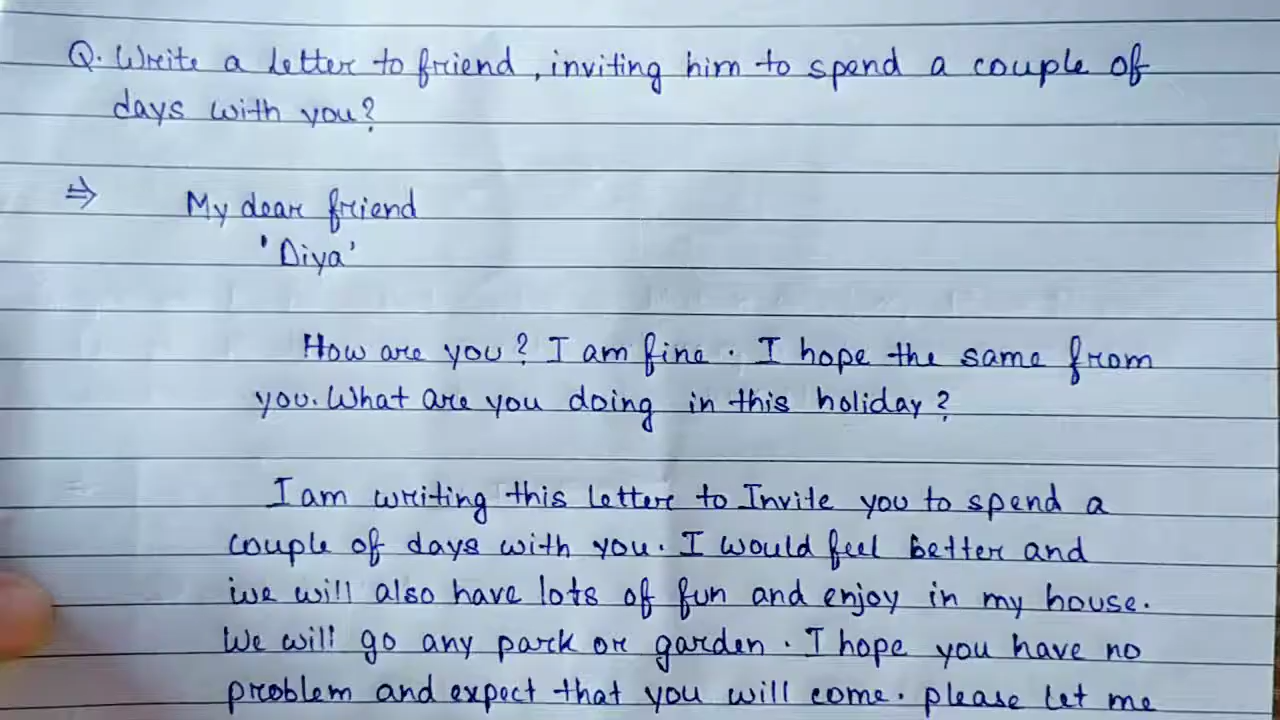 Q. Write a letter to friend, inviting him to spend a couple of
days with you?
⇒ My dear friend
'Diya'
How are you? I am fine. I hope the same from
you. What are you doing in this holiday?
I am writing this letter to Invite you to spend a
couple of days with you. I would feel better and
we will also have lots of fun and enjoy in my house.
We will go any park or garden. I hope you have no
problem and expect that you will come. please let me